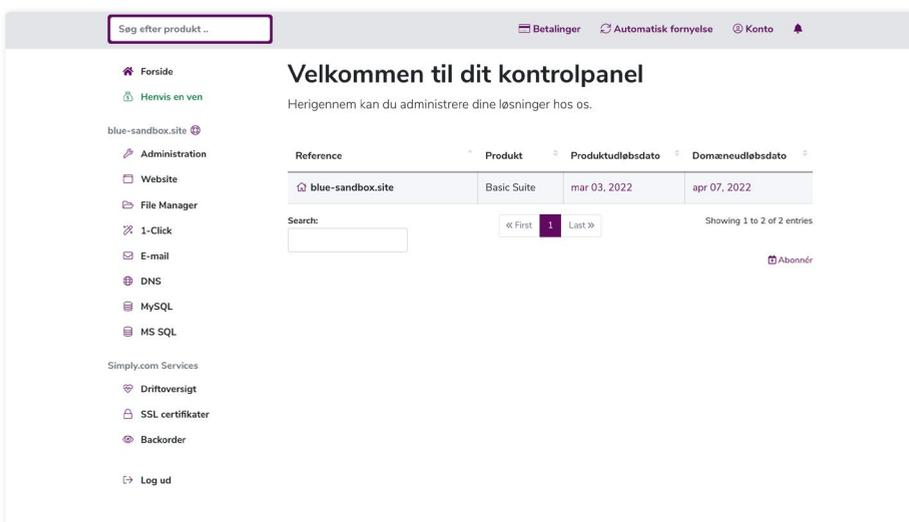 Søg efter produkt ..
Betalinger Automatisk fornyelse Konto
Forside
Henvis en ven
blue-sandbox.site
Administration
Website
File Manager
1-Click
E-mail
DNS
MySQL
MS SQL
Simply.com Services
Driftoversigt
SSL certifikater
Backorder
Log ud
Velkommen til dit kontrolpanel
Herigennem kan du administrere dine løsninger hos os.
Reference Produkt Produktudløbsdato Domæneudløbsdato
blue-sandbox.site Basic Suite mar 03, 2022 apr 07, 2022
Search: « First 1 Last » Showing 1 to 2 of 2 entries
Abonnér